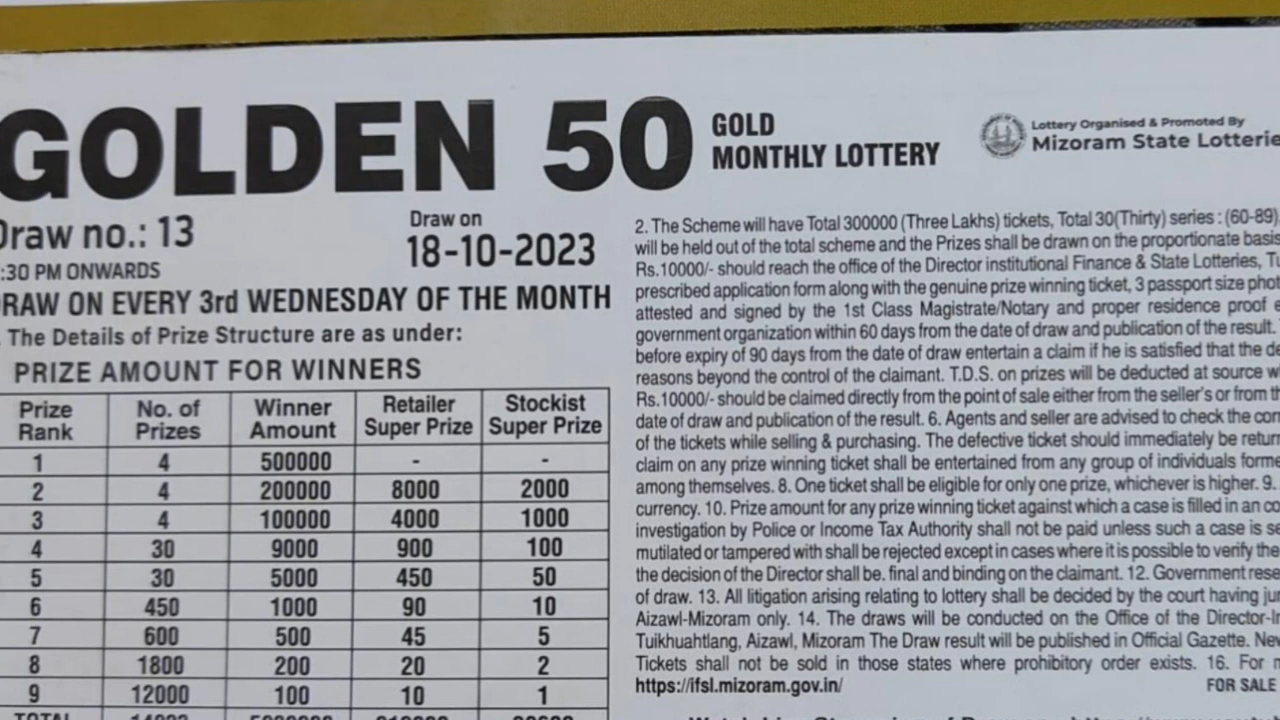 GOLDEN 50
GOLD
MONTHLY LOTTERY
Lottery Organised & Promoted By
Mizoram State Lotterie
Draw no.: 13
:30 PM ONWARDS
Draw on
18-10-2023
DRAW ON EVERY 3rd WEDNESDAY OF THE MONTH
The Details of Prize Structure are as under:
PRIZE AMOUNT FOR WINNERS
Prize Rank No. of Prizes Winner Amount Retailer Super Prize Stockist Super Prize
1 4 500000 - -
2 4 200000 8000 2000
3 4 100000 4000 1000
4 30 9000 900 100
5 30 5000 450 50
6 450 1000 90 10
7 600 500 45 5
8 1800 200 20 2
9 12000 100 10 1
TOTAL
2. The Scheme will have Total 300000 (Three Lakhs) tickets, Total 30(Thirty) series : (60-89)
will be held out of the total scheme and the Prizes shall be drawn on the proportionate basis
Rs.10000/- should reach the office of the Director institutional Finance & State Lotteries, Tu
prescribed application form along with the genuine prize winning ticket, 3 passport size phot
attested and signed by the 1st Class Magistrate/Notary and proper residence proof
government organization within 60 days from the date of draw and publication of the result.
before expiry of 90 days from the date of draw entertain a claim if he is satisfied that the de
reasons beyond the control of the claimant. T.D.S. on prizes will be deducted at source w
Rs.10000/- should be claimed directly from the point of sale either from the seller's or from th
date of draw and publication of the result. 6. Agents and seller are advised to check the con
of the tickets while selling & purchasing. The defective ticket should immediately be return
claim on any prize winning ticket shall be entertained from any group of individuals forme
among themselves. 8. One ticket shall be eligible for only one prize, whichever is higher. 9.
currency. 10. Prize amount for any prize winning ticket against which a case is filled in an co
investigation by Police or Income Tax Authority shall not be paid unless such a case is se
mutilated or tampered with shall be rejected except in cases where it is possible to verify the
the decision of the Director shall be. final and binding on the claimant. 12. Government rese
of draw. 13. All litigation arising relating to lottery shall be decided by the court having jur
Aizawl-Mizoram only. 14. The draws will be conducted on the Office of the Director-In
Tuikhuahtlang, Aizawl, Mizoram The Draw result will be published in Official Gazette. New
Tickets shall not be sold in those states where prohibitory order exists. 16. For m
https://ifsl.mizoram.gov.in/
FOR SALE